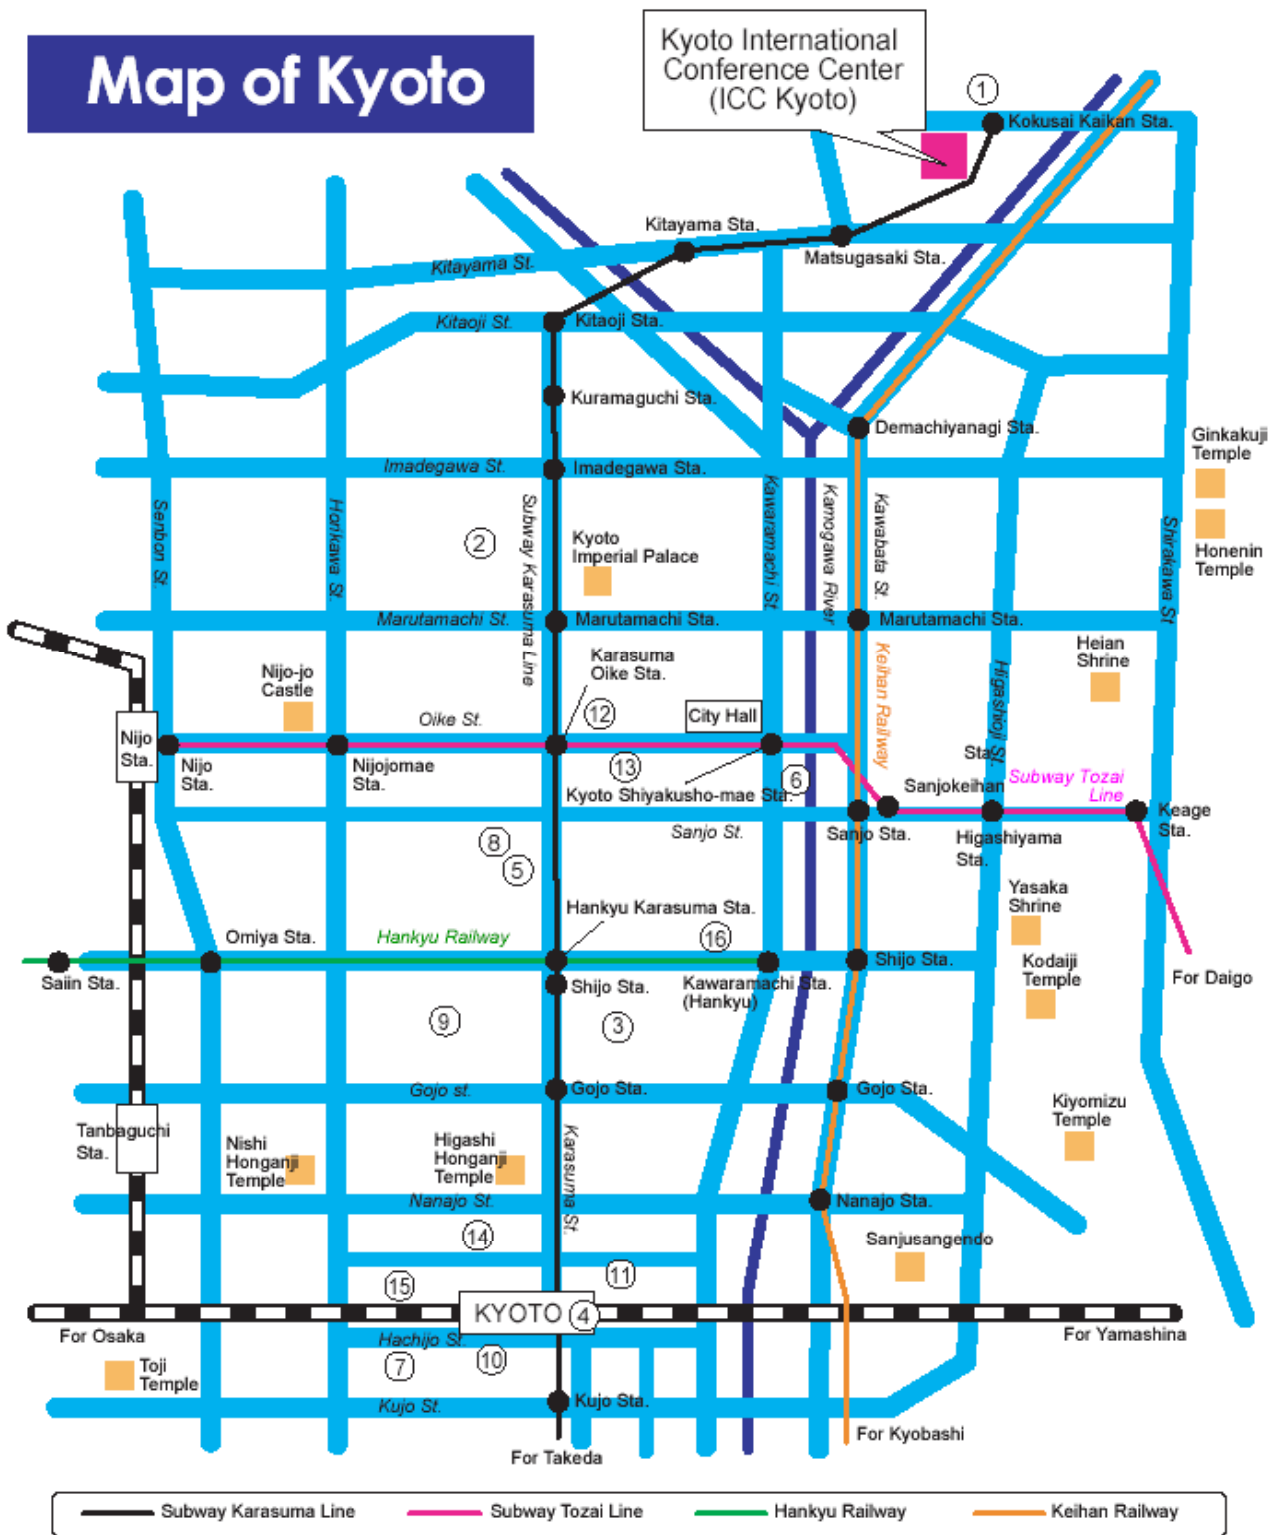 Map of Kyoto
Kyoto International
Conference Center
(ICC Kyoto)
1
Kokusai Kaikan Sta.
Kitayama Sta.
Matsugasaki Sta.
Kitayama St.
Kitaoji St.
Kitaoji Sta.
Kuramaguchi Sta.
Demachiyanagi Sta.
Ginkakuji
Temple
Imadegawa St.
Imadegawa Sta.
Senbon St.
Horikawa St.
Subway Karasuma Line
Kawaramachi St.
Kamogawa River
Kawabata St.
Shirakawa St
2
Kyoto
Imperial Palace
Honenin
Temple
Marutamachi St.
Marutamachi Sta.
Marutamachi Sta.
Keihan Railway
Higashioji St.
Heian
Shrine
Nijo-jo
Castle
Karasuma
Oike Sta.
12
City Hall
Oike St.
Nijo
Sta.
Nijo
Sta.
Nijojomae
Sta.
13
6
Sta.
Sanjokeihan
Subway Tozai
Line
Kyoto Shiyakusho-mae Sta.
Keage
Sta.
Sanjo St.
Sanjo Sta.
Higashiyama
Sta.
8
5
Yasaka
Shrine
Hankyu Karasuma Sta.
Omiya Sta.
Hankyu Railway
16
Shijo Sta.
Kodaiji
Temple
Saiin Sta.
Shijo Sta.
Kawaramachi Sta.
(Hankyu)
For Daigo
9
3
Gojo st.
Gojo Sta.
Gojo Sta.
Kiyomizu
Temple
Tanbaguchi
Sta.
Nishi
Honganji
Temple
Higashi
Honganji
Temple
Karasuma St.
Nanajo St.
Nanajo Sta.
14
Sanjusangendo
15
11
KYOTO
4
For Osaka
For Yamashina
Hachijo St.
7
10
Toji
Temple
Kujo St.
Kujo Sta.
For Takeda
For Kyobashi
Subway Karasuma Line
Subway Tozai Line
Hankyu Railway
Keihan Railway